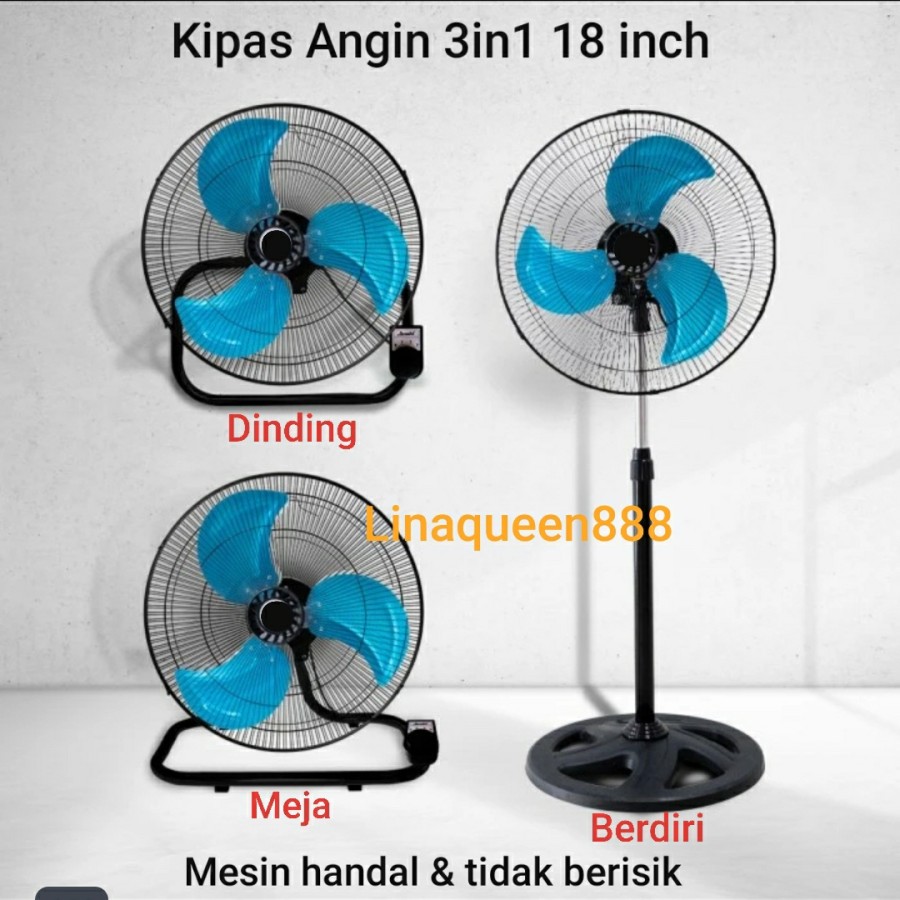 Kipas Angin 3in1 18 inch
Dinding
Linaqueen888
Meja
Berdiri
Mesin handal & tidak berisik